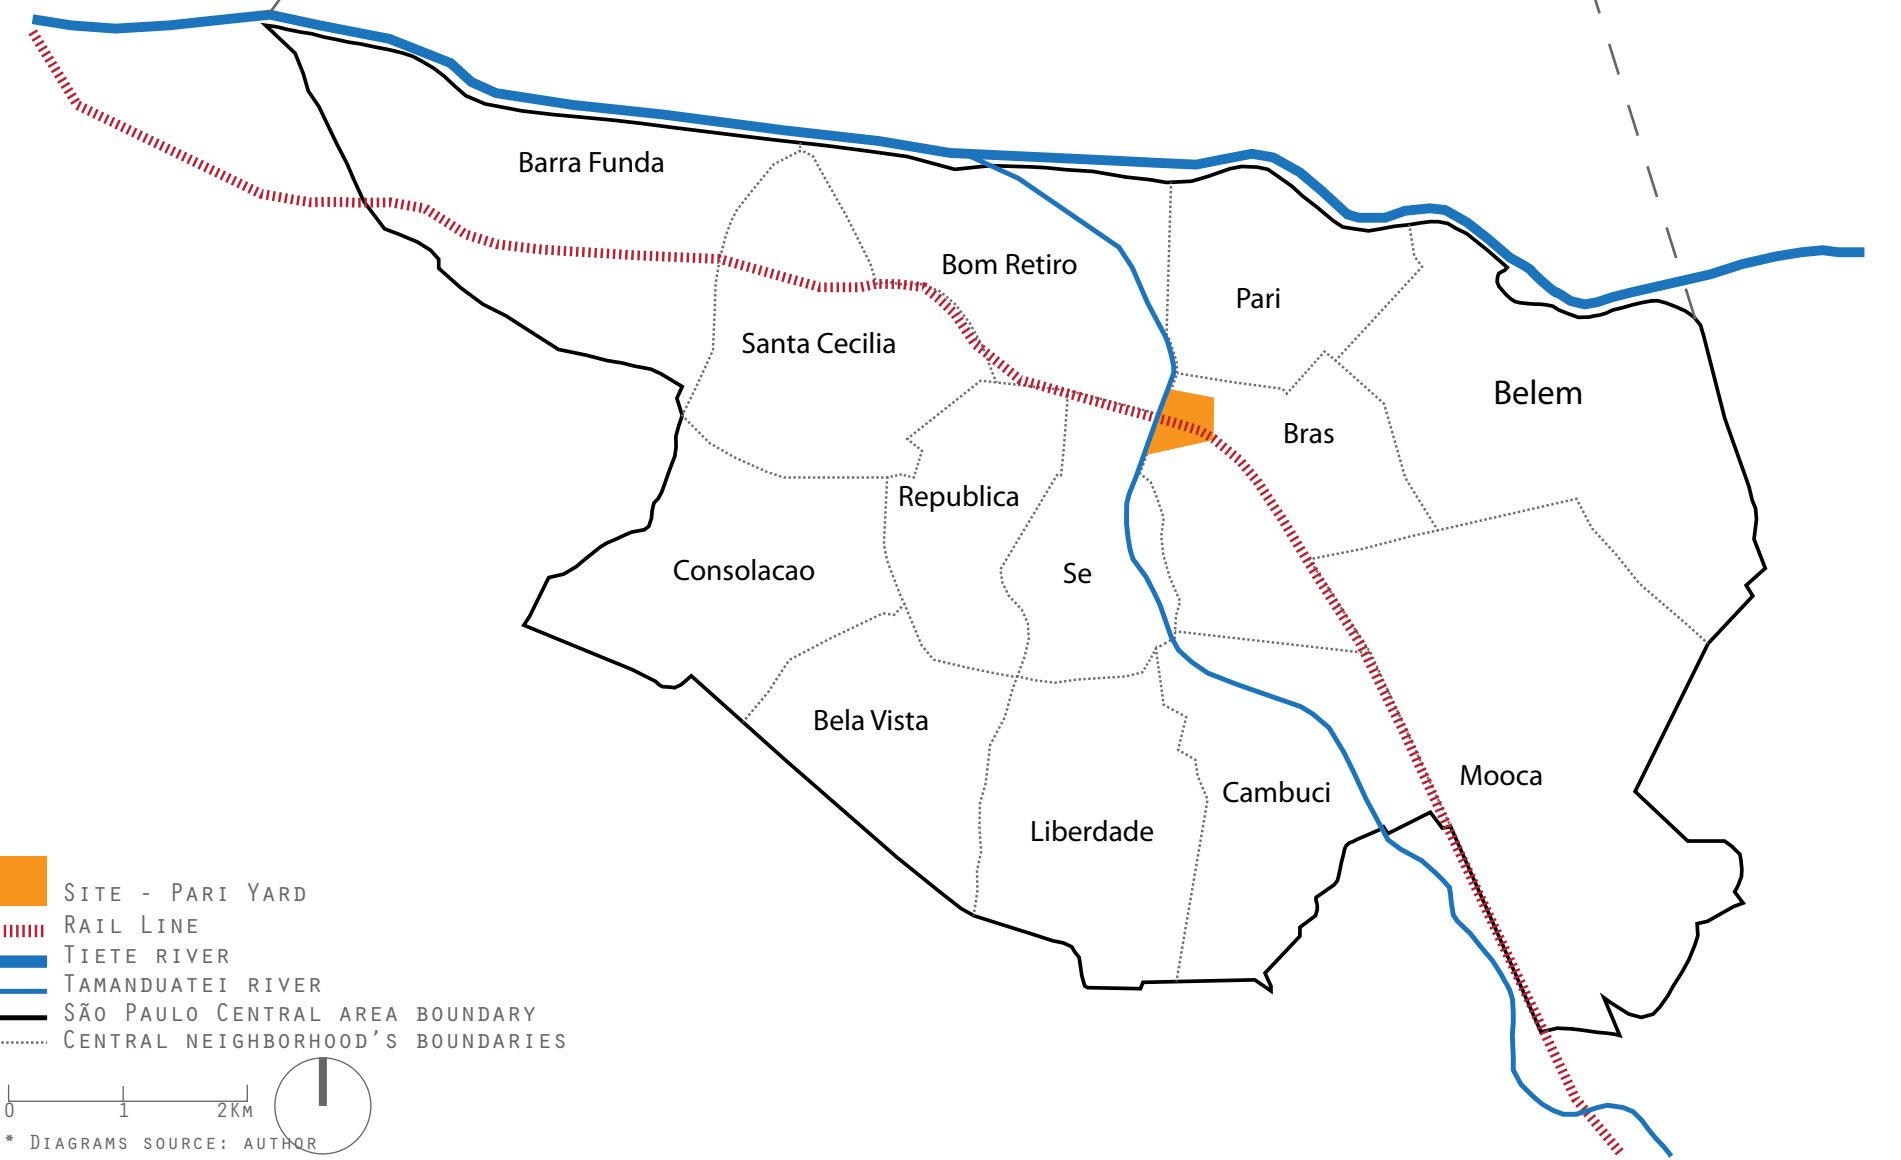 Barra Funda
Bom Retiro
Pari
Santa Cecilia
Belem
Bras
Republica
Consolacao
Se
Bela Vista
Mooca
Cambuci
Liberdade
Site - Pari Yard
Rail Line
Tiete river
Tamanduatei river
São Paulo Central area boundary
Central neighborhood's boundaries
0 1 2Km
* Diagrams source: author